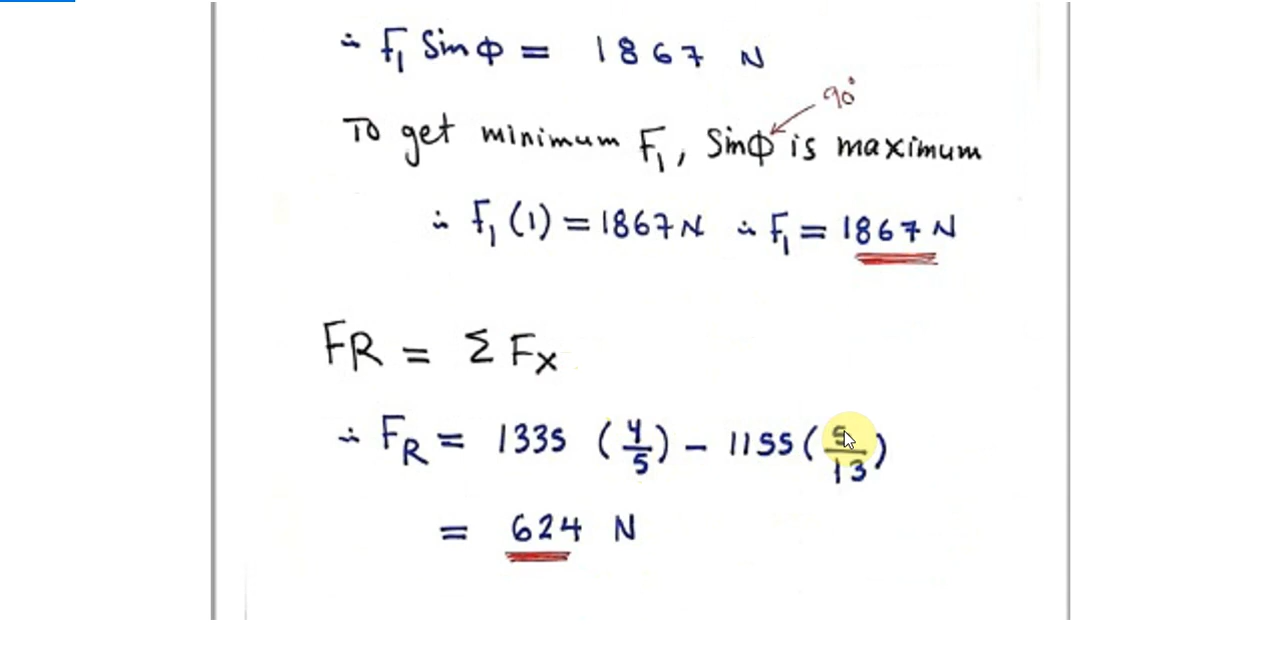 ∴ F₁ Sin ϕ = 1867 N
90°
To get minimum F₁, Sinϕ is maximum
∴ F₁ (1) = 1867 N ∴ F₁ = 1867 N
FR = Σ Fx
∴ FR = 1335 (4/5) - 1155 (5/13)
= 624 N